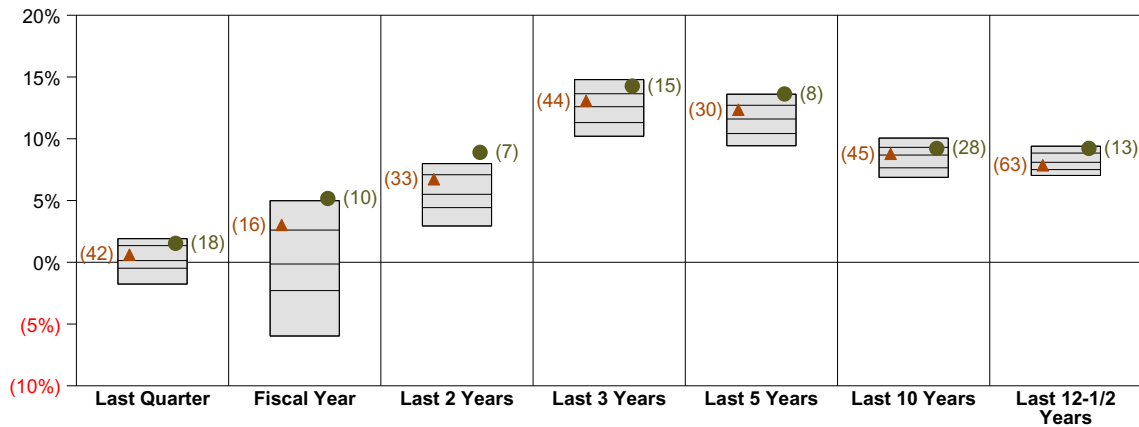 20%
15%
10%
5%
0%
(5%)
(10%)
(42)
(18)
(16)
(10)
(33)
(7)
(44)
(15)
(30)
(8)
(45)
(28)
(63)
(13)
Last Quarter
Fiscal Year
Last 2 Years
Last 3 Years
Last 5 Years
Last 10 Years
Last 12-1/2
Years